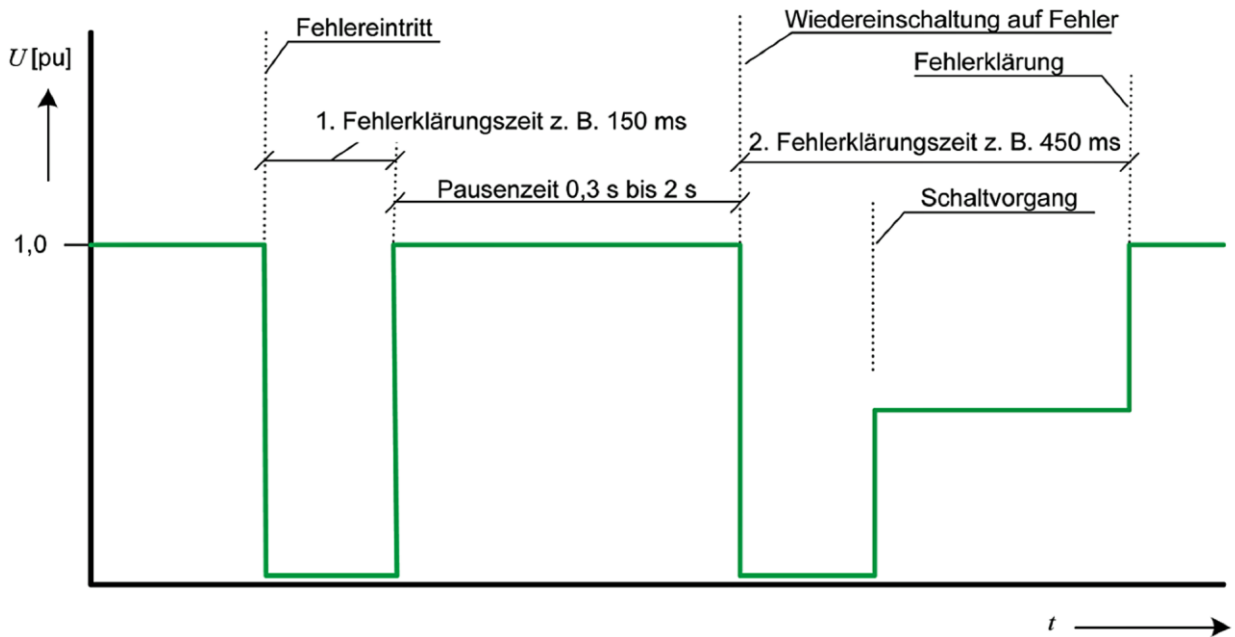 Fehlereintritt
Wiedereinschaltung auf Fehler
U [pu]
Fehlerklärung
1. Fehlerklärungszeit z. B. 150 ms
2. Fehlerklärungszeit z. B. 450 ms
Pausenzeit 0,3 s bis 2 s
Schaltvorgang
1,0
t